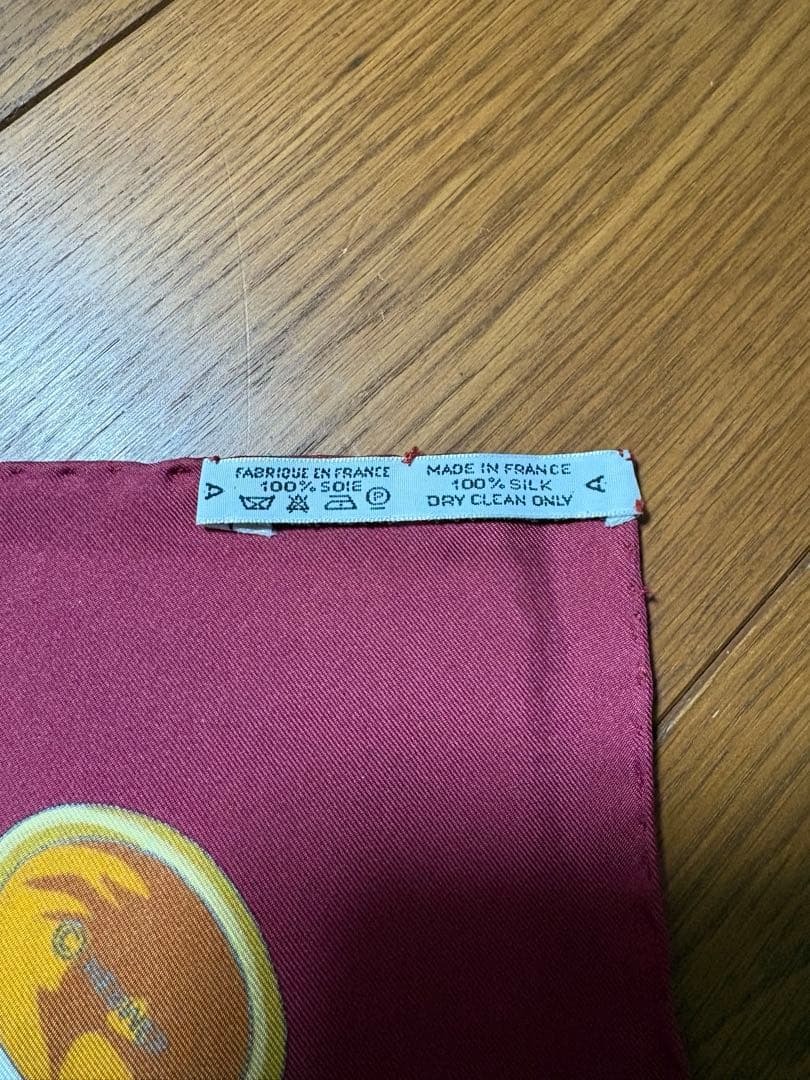 FABRIQUE EN FRANCE
100% SOIE
P
MADE IN FRANCE
100% SILK
DRY CLEAN ONLY
A
A
©